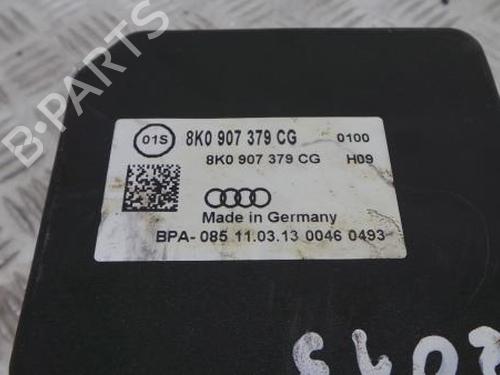 B-PARTS
01S 8K0 907 379 CG 0100
8K0 907 379 CG H09
Made in Germany
BPA- 085 11.03.13 0046 0493